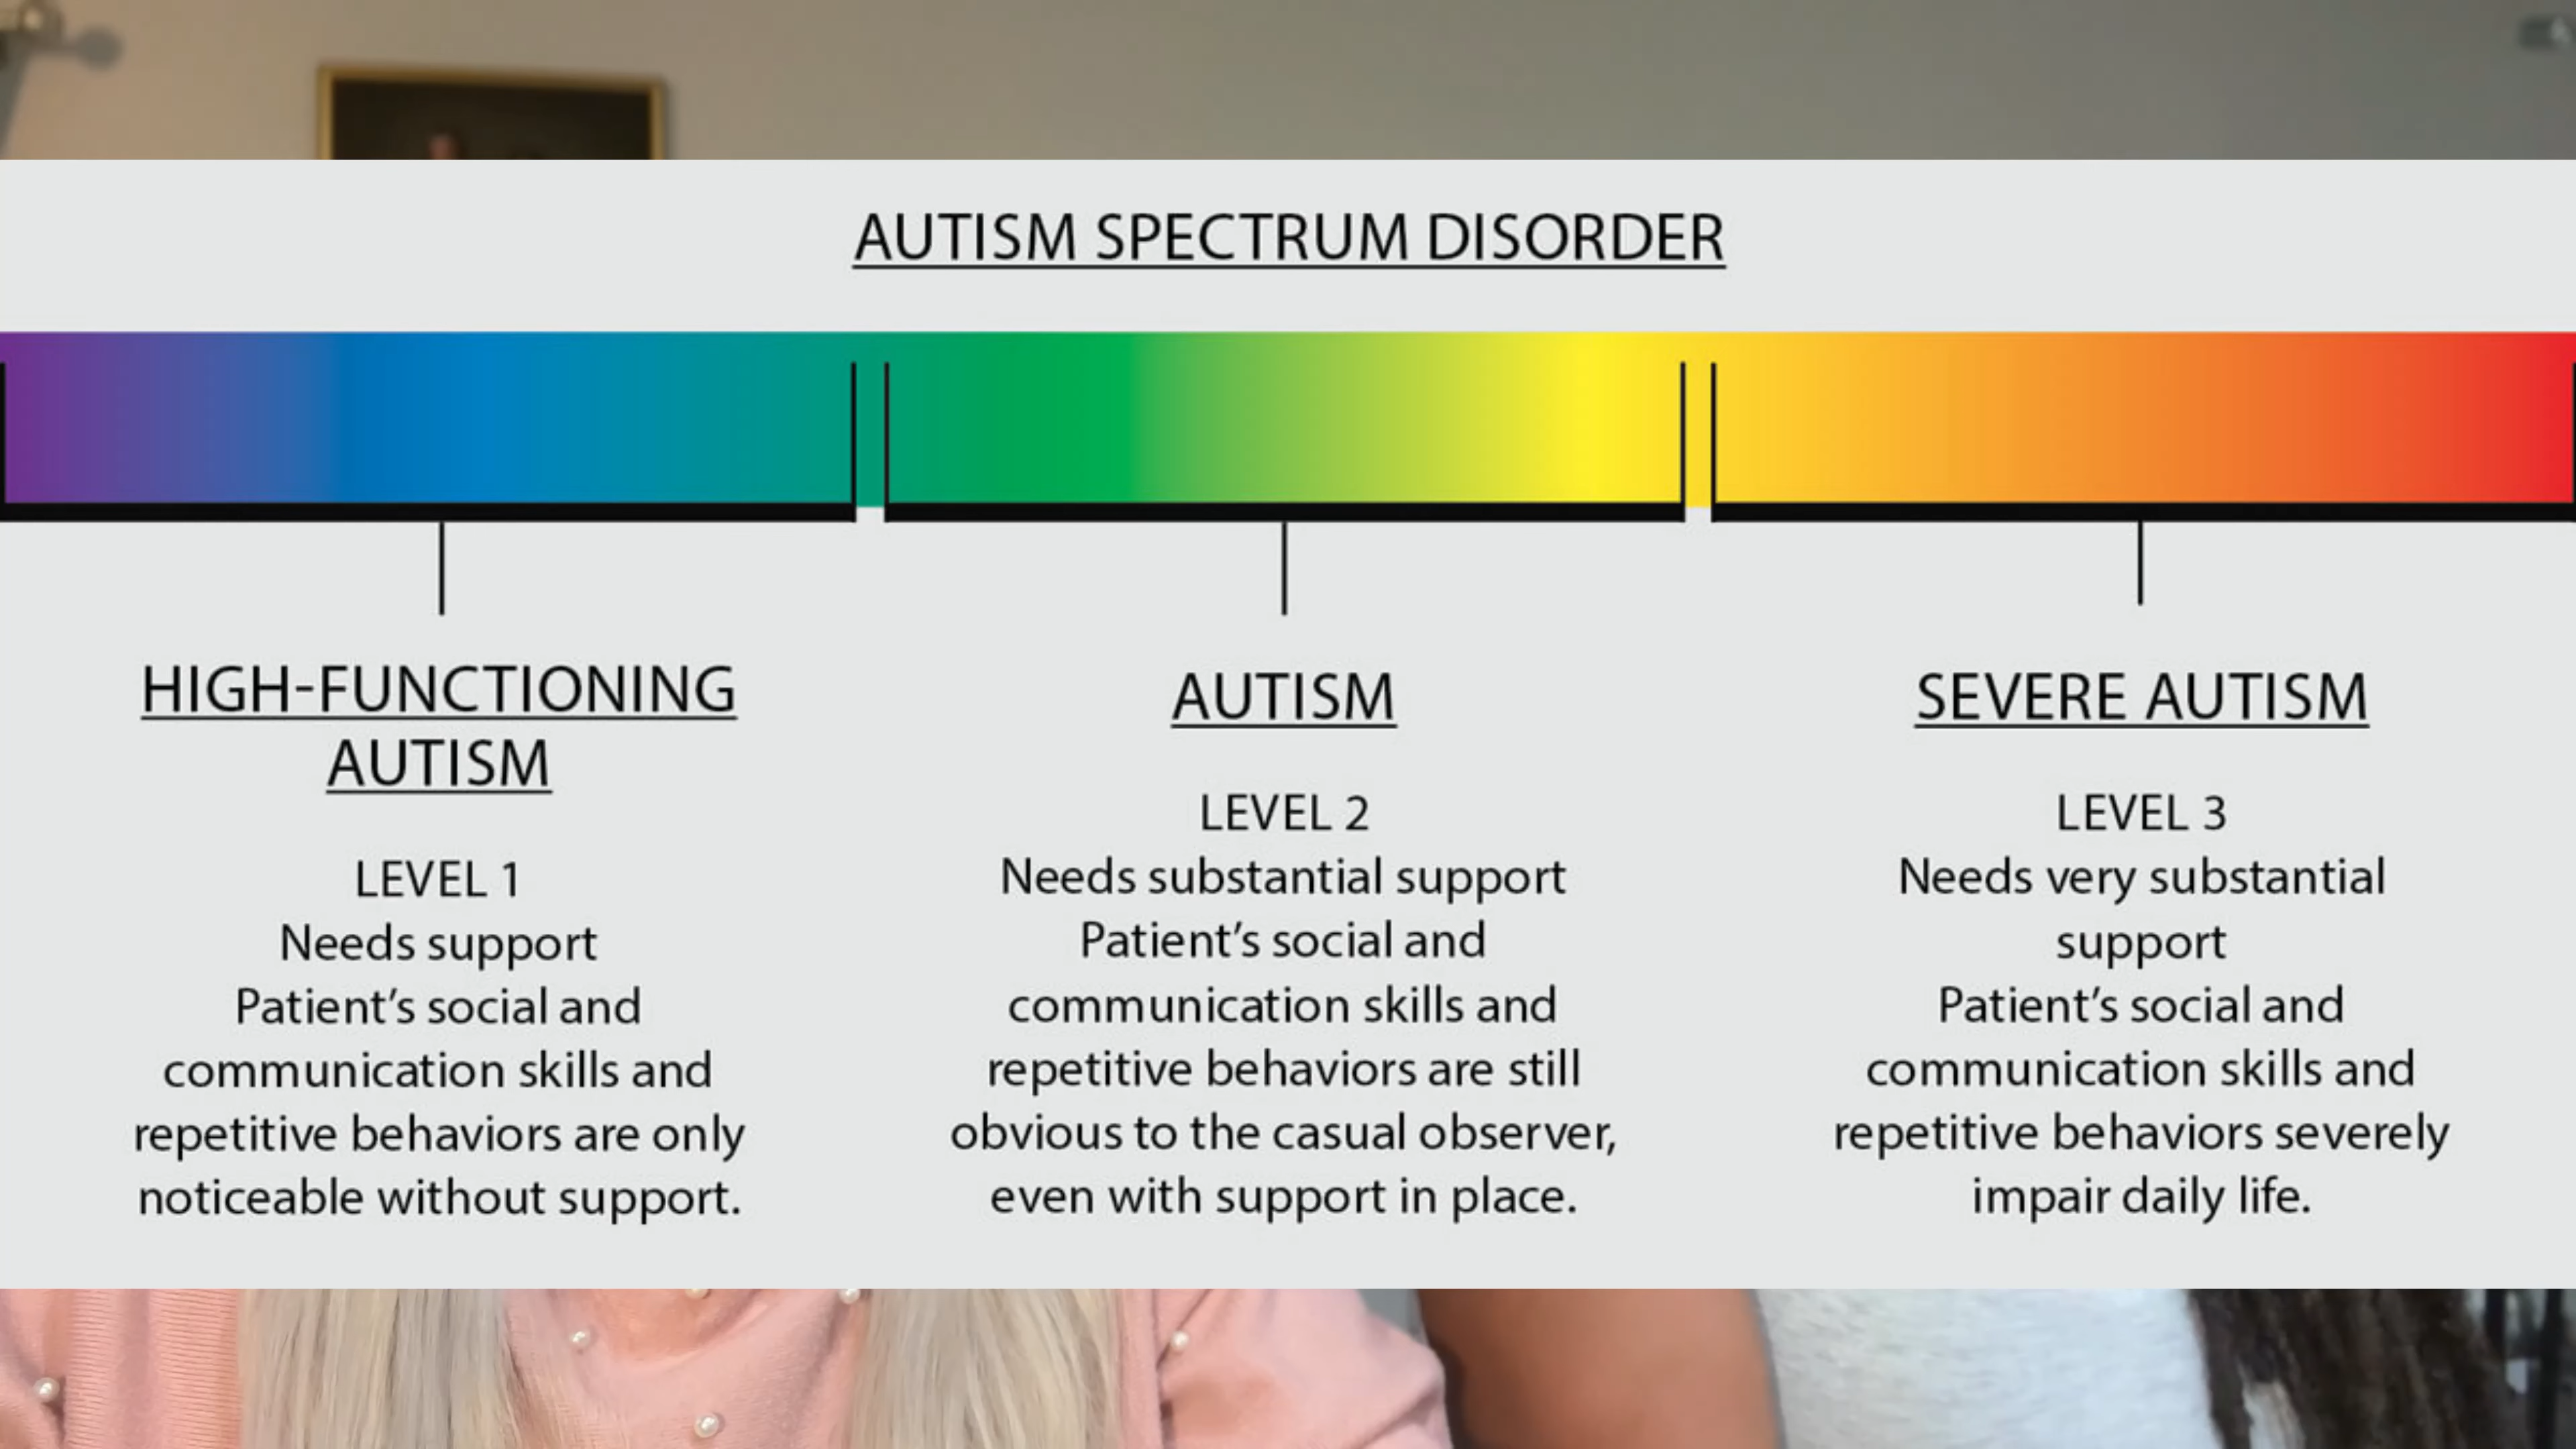 AUTISM SPECTRUM DISORDER
HIGH-FUNCTIONING
AUTISM
LEVEL 1
Needs support
Patient's social and
communication skills and
repetitive behaviors are only
noticeable without support.
AUTISM
LEVEL 2
Needs substantial support
Patient's social and
communication skills and
repetitive behaviors are still
obvious to the casual observer,
even with support in place.
SEVERE AUTISM
LEVEL 3
Needs very substantial
support
Patient's social and
communication skills and
repetitive behaviors severely
impair daily life.